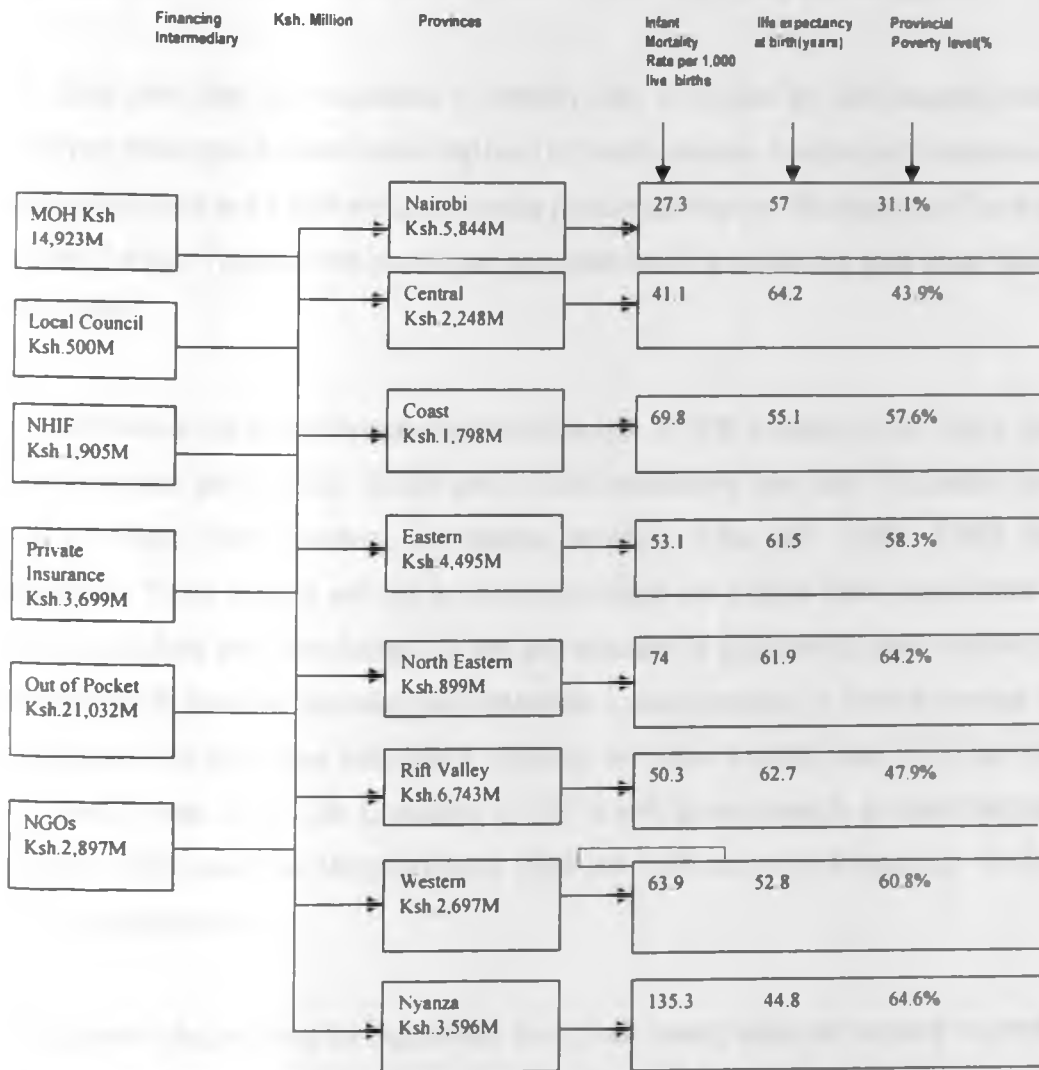 Financing
Intermediary
Ksh. Million
Provinces
Infant
Mortality
Rate per 1,000
live births
life expectancy
at birth(years)
Provincial
Poverty level(%
MOH Ksh
14,923M
Local Council
Ksh.500M
NHIF
Ksh 1,905M
Private
Insurance
Ksh.3,699M
Out of Pocket
Ksh.21,032M
NGOs
Ksh.2,897M
Nairobi
Ksh.5,844M
27.3 57 31.1%
Central
Ksh.2,248M
41.1 64.2 43.9%
Coast
Ksh.1,798M
69.8 55.1 57.6%
Eastern
Ksh.4,495M
53.1 61.5 58.3%
North Eastern
Ksh.899M
74 61.9 64.2%
Rift Valley
Ksh.6,743M
50.3 62.7 47.9%
Western
Ksh.2,697M
63.9 52.8 60.8%
Nyanza
Ksh.3,596M
135.3 44.8 64.6%